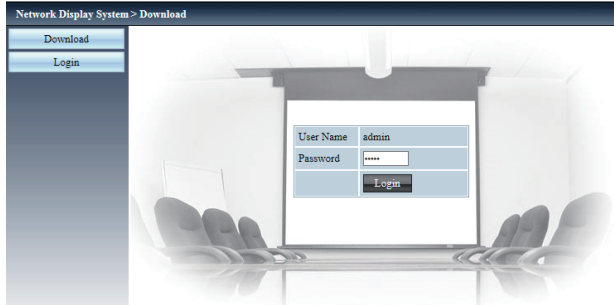 Network Display System > Download
Download
Login
User Name admin
Password •••••
Login